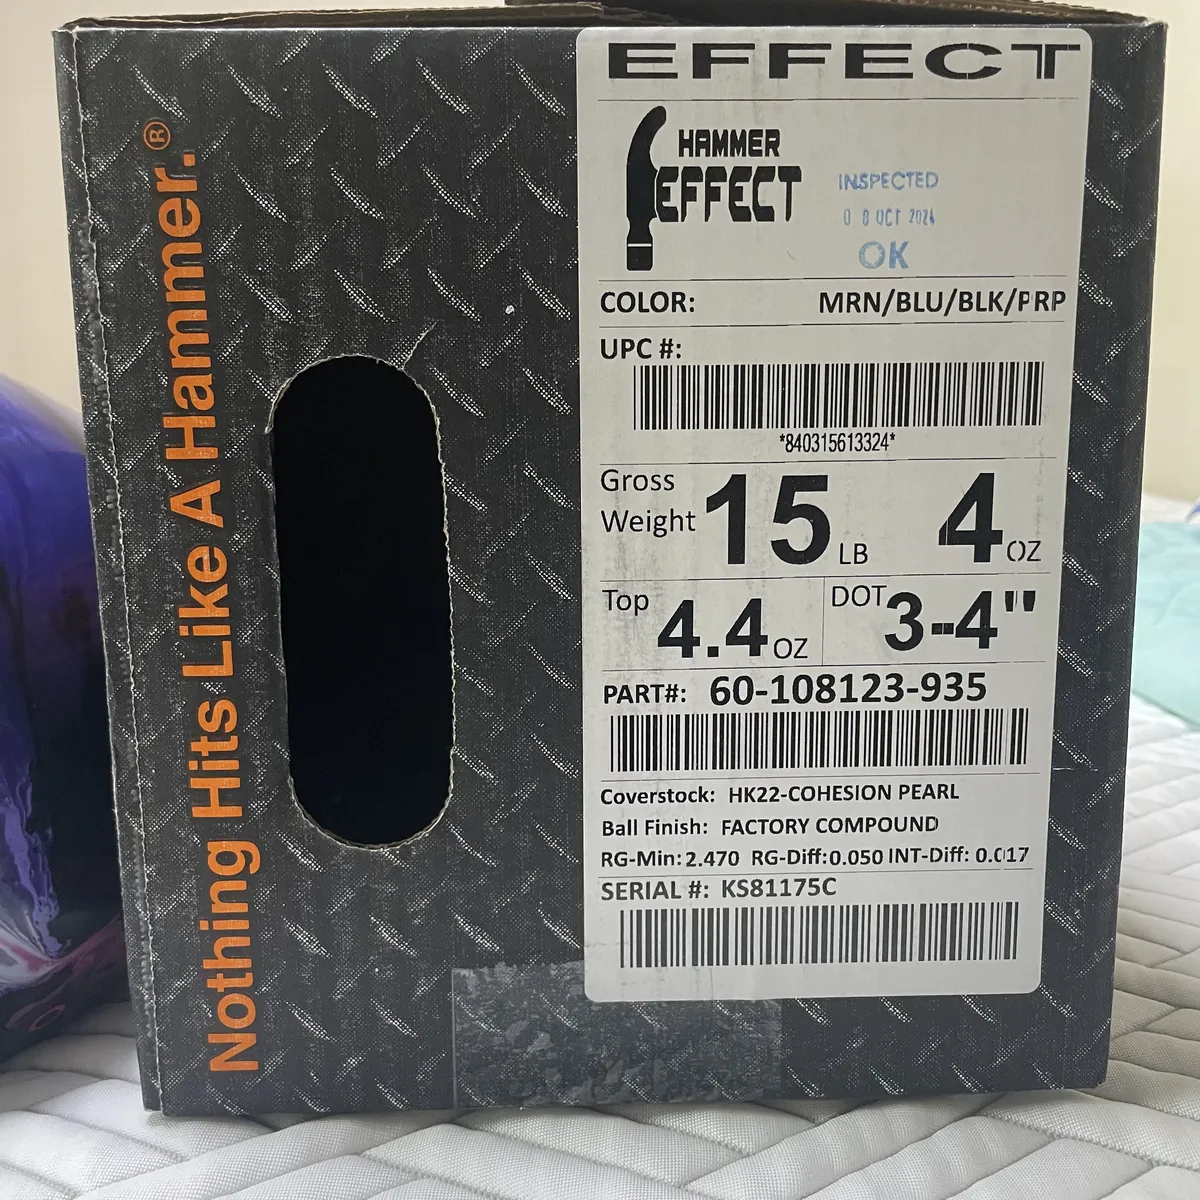 Nothing Hits Like A Hammer.®
EFFECT
HAMMER
EFFECT
INSPECTED
0 8 OCT 2024
OK
COLOR: MRN/BLU/BLK/PRP
UPC #:
*840315613324*
Gross Weight 15 LB 4 OZ
Top 4.4 OZ DOT 3-4"
PART#: 60-108123-935
Coverstock: HK22-COHESION PEARL
Ball Finish: FACTORY COMPOUND
RG-Min: 2.470 RG-Diff: 0.050 INT-Diff: 0.017
SERIAL #: KS81175C